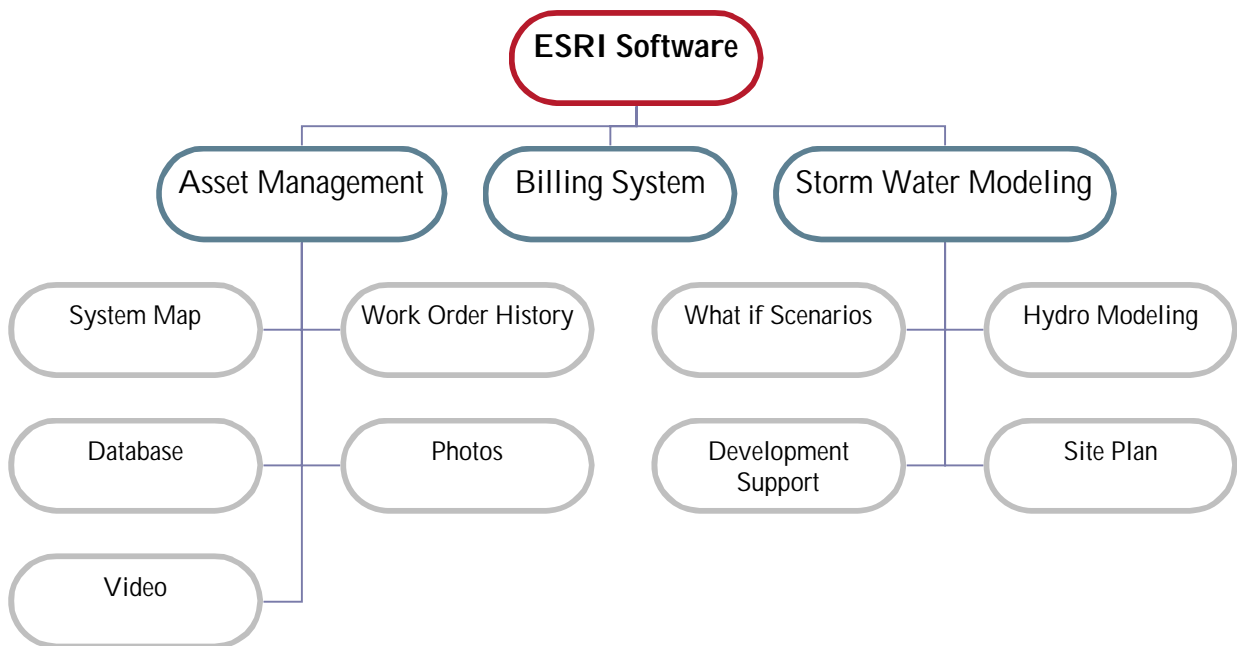 ESRI Software
Asset Management
Billing System
Storm Water Modeling
System Map
Work Order History
What if Scenarios
Hydro Modeling
Database
Photos
Development
Support
Site Plan
Video